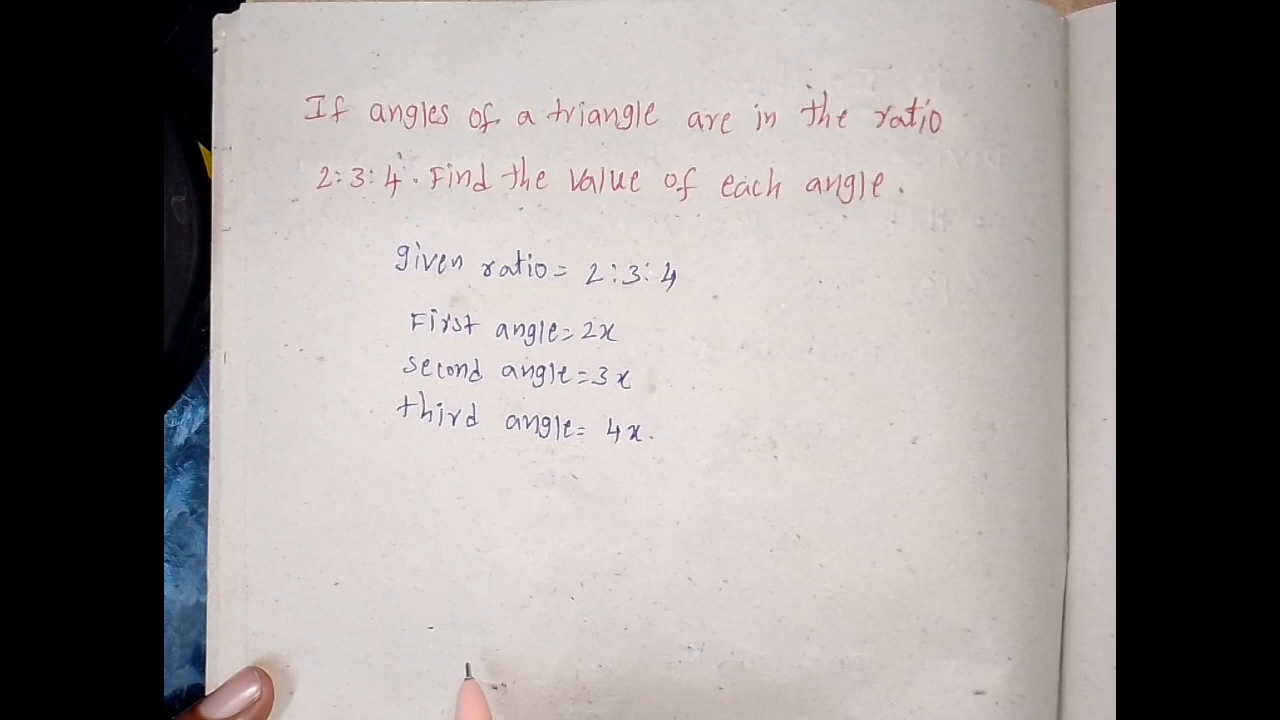 If angles of a triangle are in the ratio
2:3:4. Find the value of each angle.
given ratio = 2:3:4
First angle = 2x
second angle = 3x
third angle = 4x.